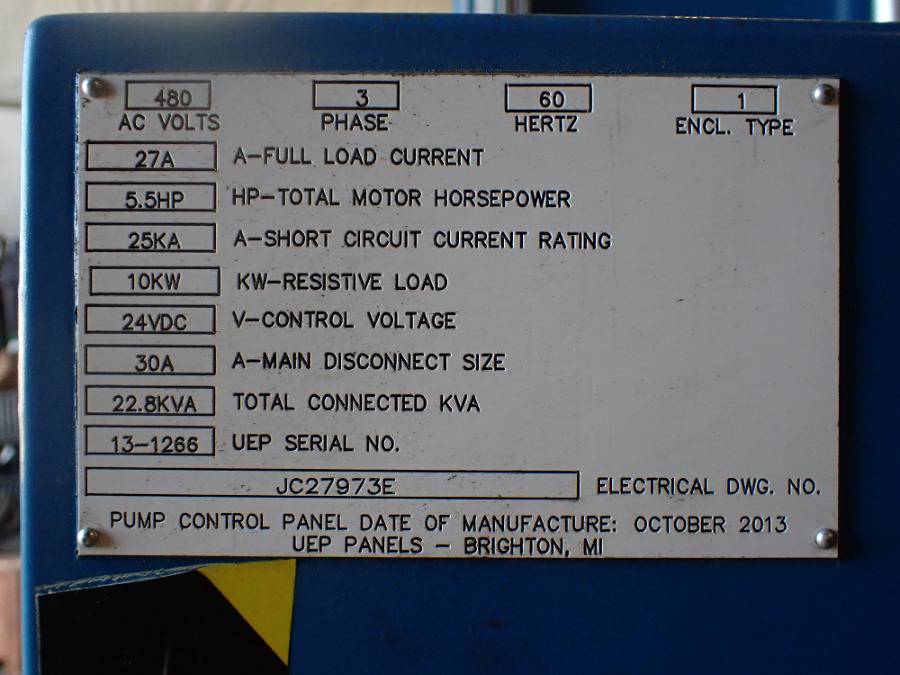 480 3 60 1
AC VOLTS PHASE HERTZ ENCL. TYPE
27A A-FULL LOAD CURRENT
5.5HP HP-TOTAL MOTOR HORSEPOWER
25KA A-SHORT CIRCUIT CURRENT RATING
10KW KW-RESISTIVE LOAD
24VDC V-CONTROL VOLTAGE
30A A-MAIN DISCONNECT SIZE
22.8KVA TOTAL CONNECTED KVA
13-1266 UEP SERIAL NO.
JC27973E ELECTRICAL DWG. NO.
PUMP CONTROL PANEL DATE OF MANUFACTURE: OCTOBER 2013
UEP PANELS - BRIGHTON, MI